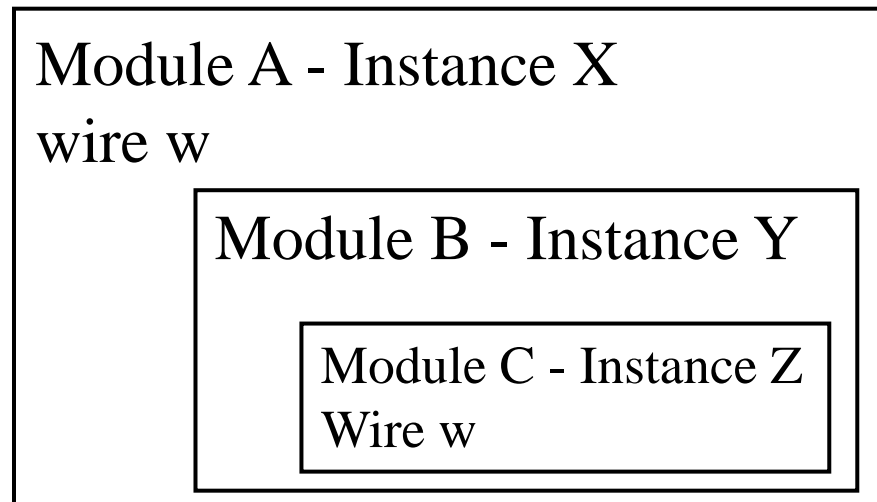 Module A - Instance X
wire w
Module B - Instance Y
Module C - Instance Z
Wire w